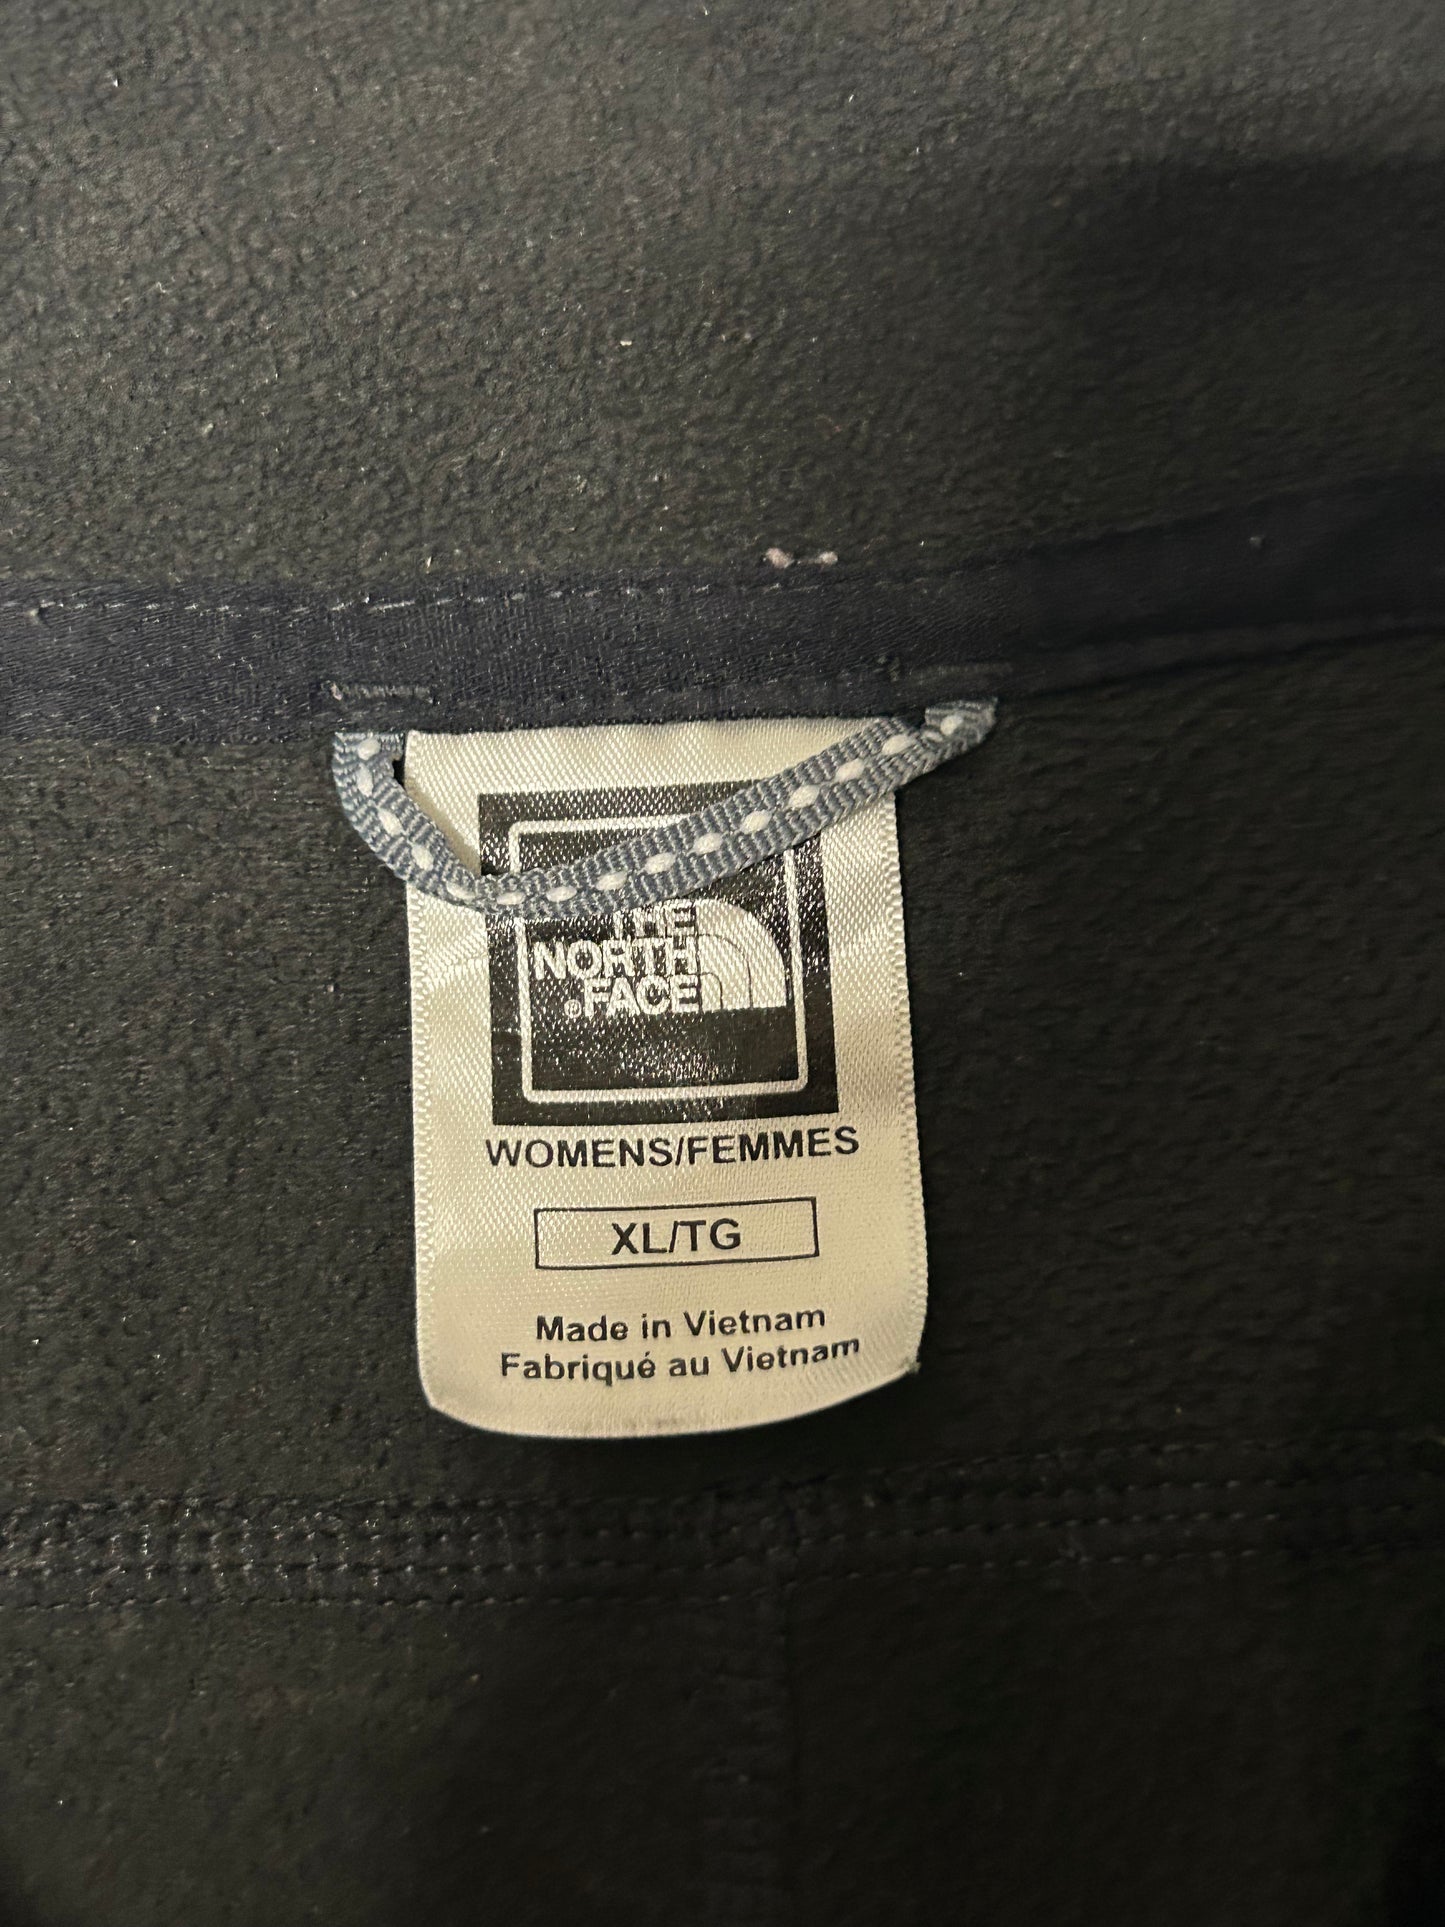 THE
NORTH
®FACE
WOMENS/FEMMES
XL/TG
Made in Vietnam
Fabriqué au Vietnam